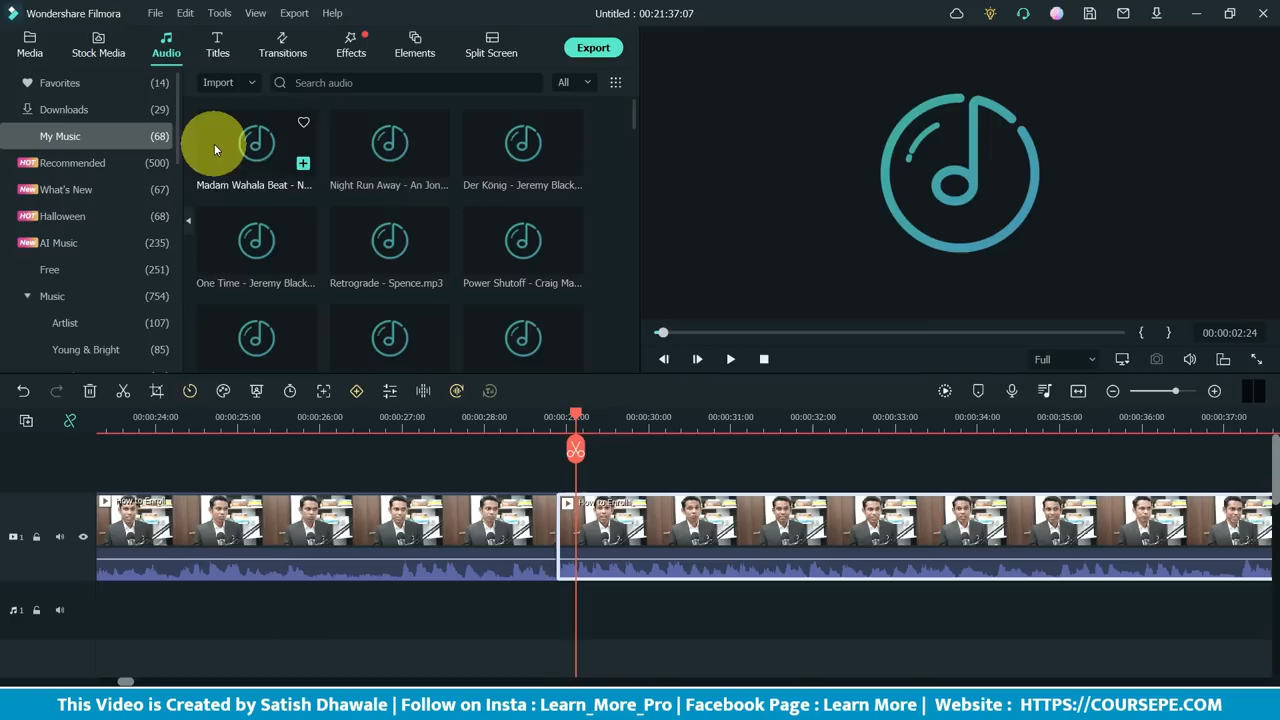 Wondershare Filmora File Edit Tools View Export Help Untitled : 00:21:37:07
Media Stock Media Audio Titles Transitions Effects Elements Split Screen Export
Favorites (14)
Downloads (29)
My Music (68)
HOT Recommended (500)
New What's New (67)
HOT Halloween (68)
New AI Music (235)
Free (251)
Music (754)
Artlist (107)
Young & Bright (85)
Import Search audio All
Madam Wahala Beat - N... Night Run Away - An Jon... Der König - Jeremy Black...
One Time - Jeremy Black... Retrograde - Spence.mp3 Power Shutoff - Craig Ma...
{ } 00:00:02:24
Full
00:00:24:00 00:00:25:00 00:00:26:00 00:00:27:00 00:00:28:00 00:00:30:00 00:00:31:00 00:00:32:00 00:00:33:00 00:00:34:00 00:00:35:00 00:00:36:00 00:00:37:00
How to Enroll How to Enroll
1
1
This Video is Created by Satish Dhawale | Follow on Insta : Learn_More_Pro | Facebook Page : Learn More | Website : HTTPS://COURSEPE.COM